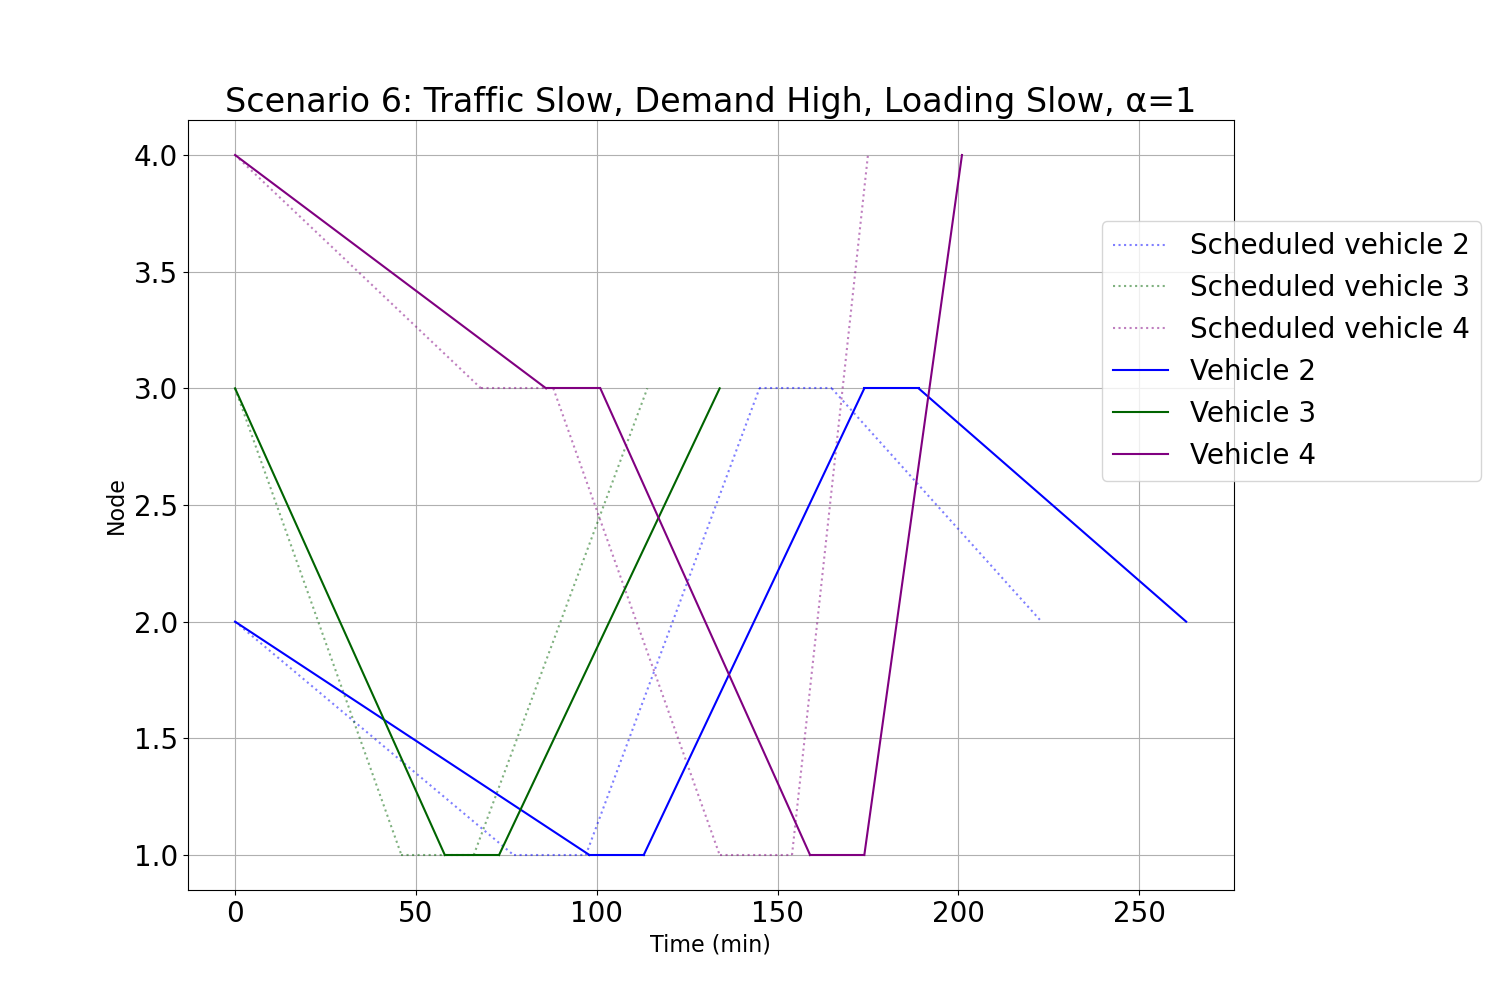 Scenario 6: Traffic Slow, Demand High, Loading Slow, α=1
4.0
3.5
3.0
2.5
2.0
1.5
1.0
Node
0 50 100 150 200 250
Time (min)
Scheduled vehicle 2
Scheduled vehicle 3
Scheduled vehicle 4
Vehicle 2
Vehicle 3
Vehicle 4